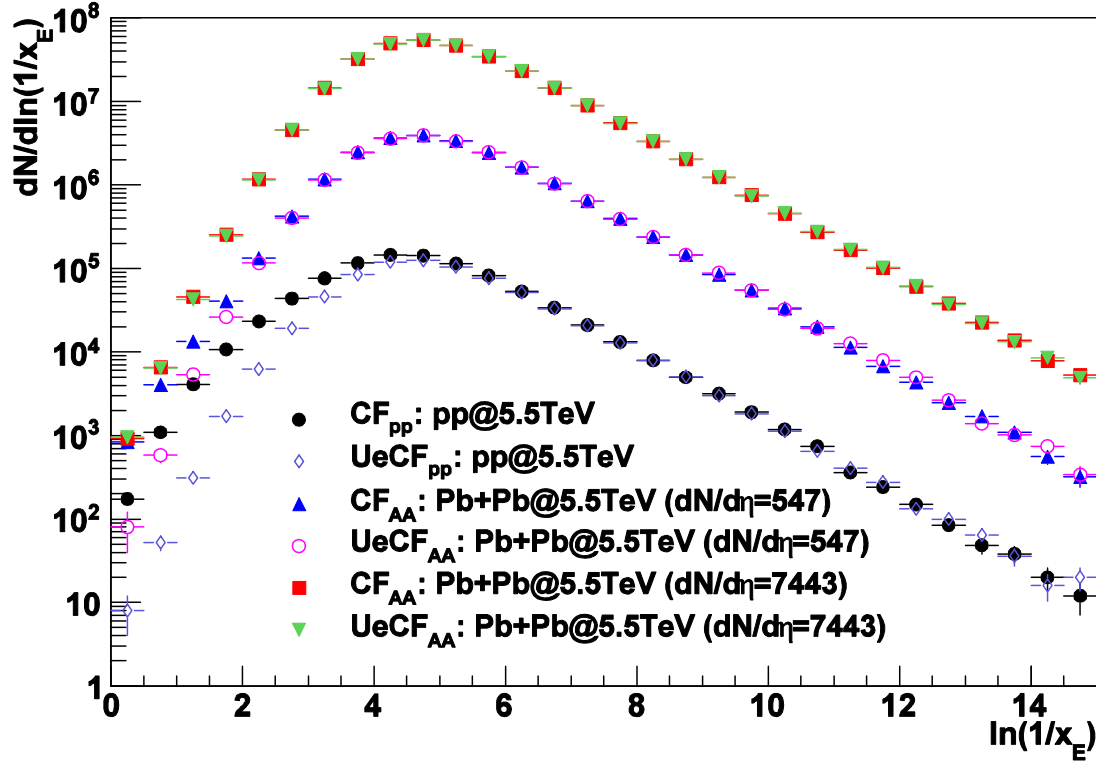 dN/dln(1/x_E)
10^8
10^7
10^6
10^5
10^4
10^3
10^2
10
1
CF_pp: pp@5.5TeV
UeCF_pp: pp@5.5TeV
CF_AA: Pb+Pb@5.5TeV (dN/dη=547)
UeCF_AA: Pb+Pb@5.5TeV (dN/dη=547)
CF_AA: Pb+Pb@5.5TeV (dN/dη=7443)
UeCF_AA: Pb+Pb@5.5TeV (dN/dη=7443)
0 2 4 6 8 10 12 14
ln(1/x_E)